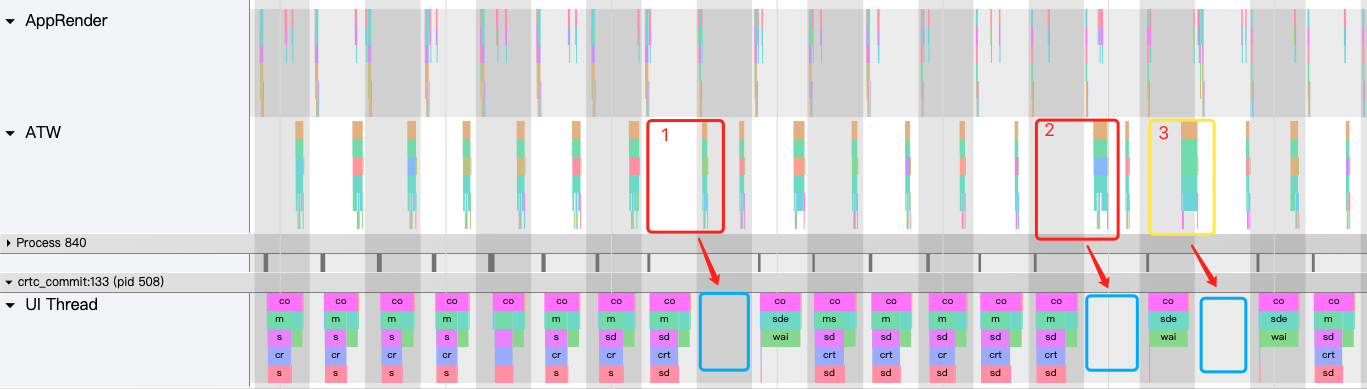 AppRender
ATW
1
2
3
Process 840
crtc_commit:133 (pid 508)
UI Thread
co co co co co co co co co co co co co co co co co co
m m m m m m m m sde ms m m m m sde sde m
s s s s s s sd sd wai sd sd sd sd sd wai wai sd
cr cr cr cr cr cr crt crt crt crt crt crt crt
s s s s s s sd sd sd sd sd sd sd